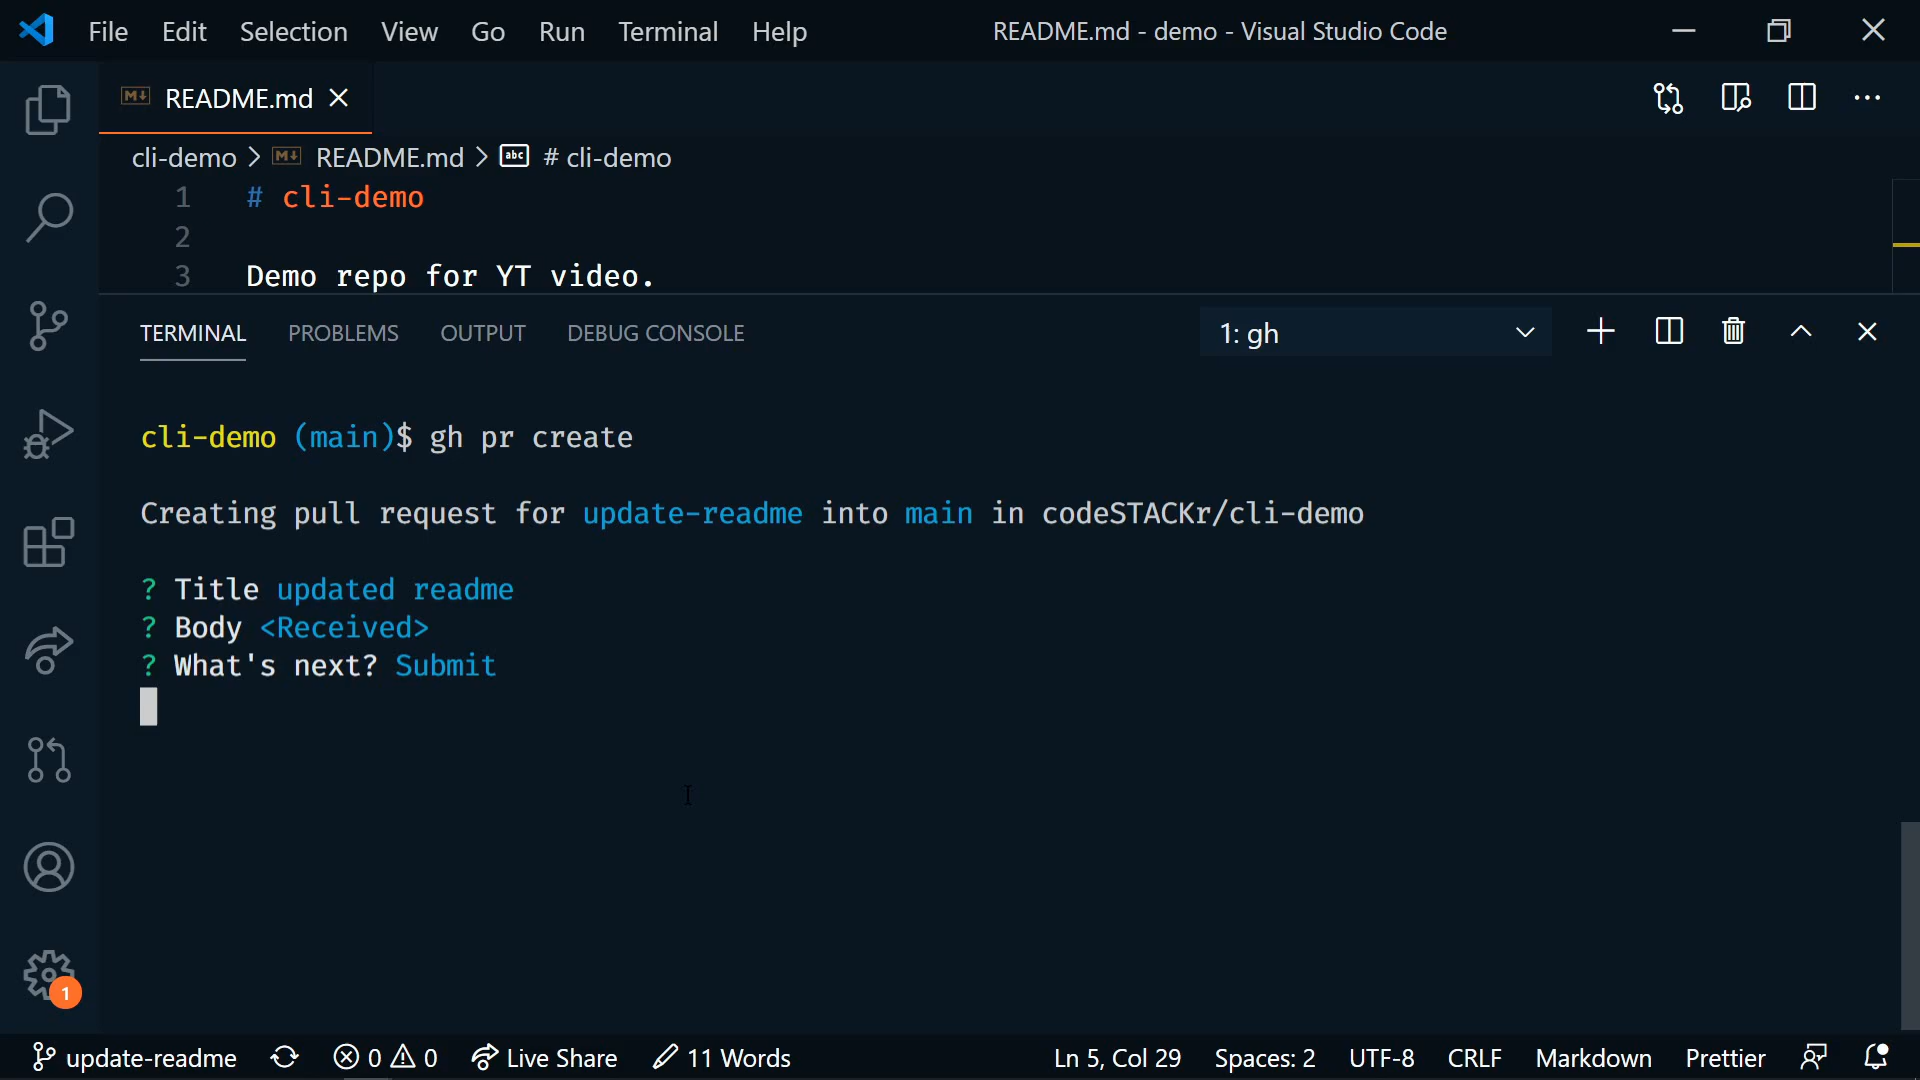 File Edit Selection View Go Run Terminal Help README.md - demo - Visual Studio Code
README.md
cli-demo > README.md > abc # cli-demo
1 # cli-demo
2
3 Demo repo for YT video.
TERMINAL PROBLEMS OUTPUT DEBUG CONSOLE 1: gh
cli-demo (main)$ gh pr create
Creating pull request for update-readme into main in codeSTACKr/cli-demo
? Title updated readme
? Body <Received>
? What's next? Submit
1
update-readme 0 0 Live Share 11 Words Ln 5, Col 29 Spaces: 2 UTF-8 CRLF Markdown Prettier